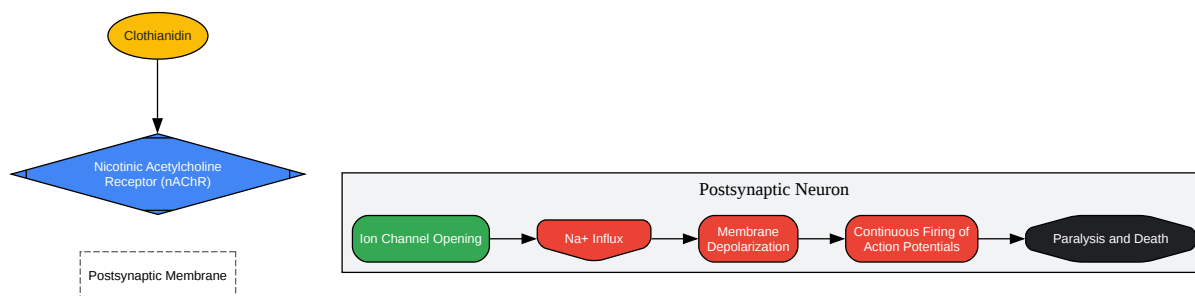 Clothianidin
Nicotinic Acetylcholine
Receptor (nAChR)
Postsynaptic Membrane
Postsynaptic Neuron
Ion Channel Opening
Na+ Influx
Membrane
Depolarization
Continuous Firing of
Action Potentials
Paralysis and Death